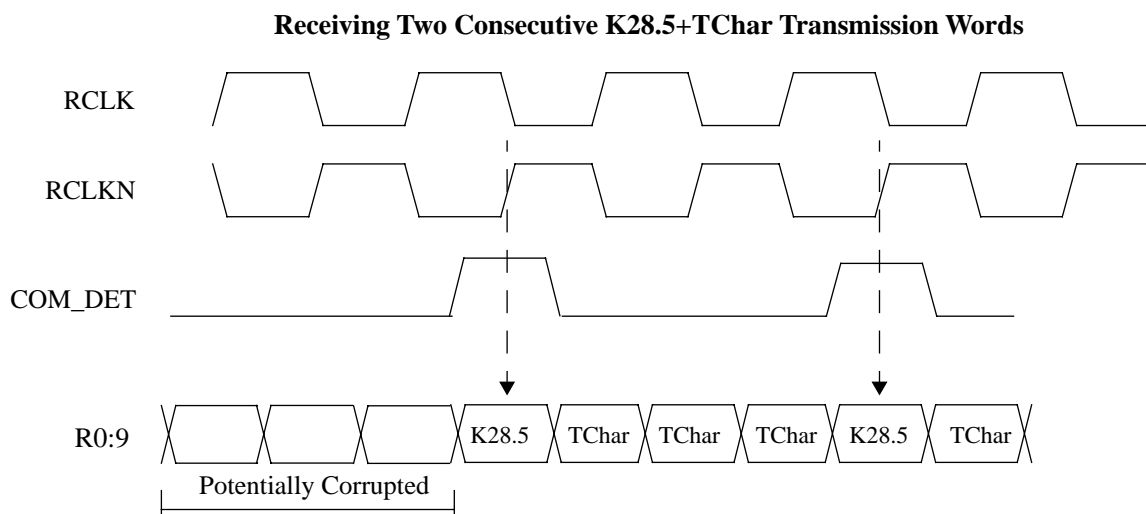 Receiving Two Consecutive K28.5+TChar Transmission Words
RCLK
RCLKN
COM_DET
R0:9
K28.5 TChar TChar TChar K28.5 TChar
Potentially Corrupted